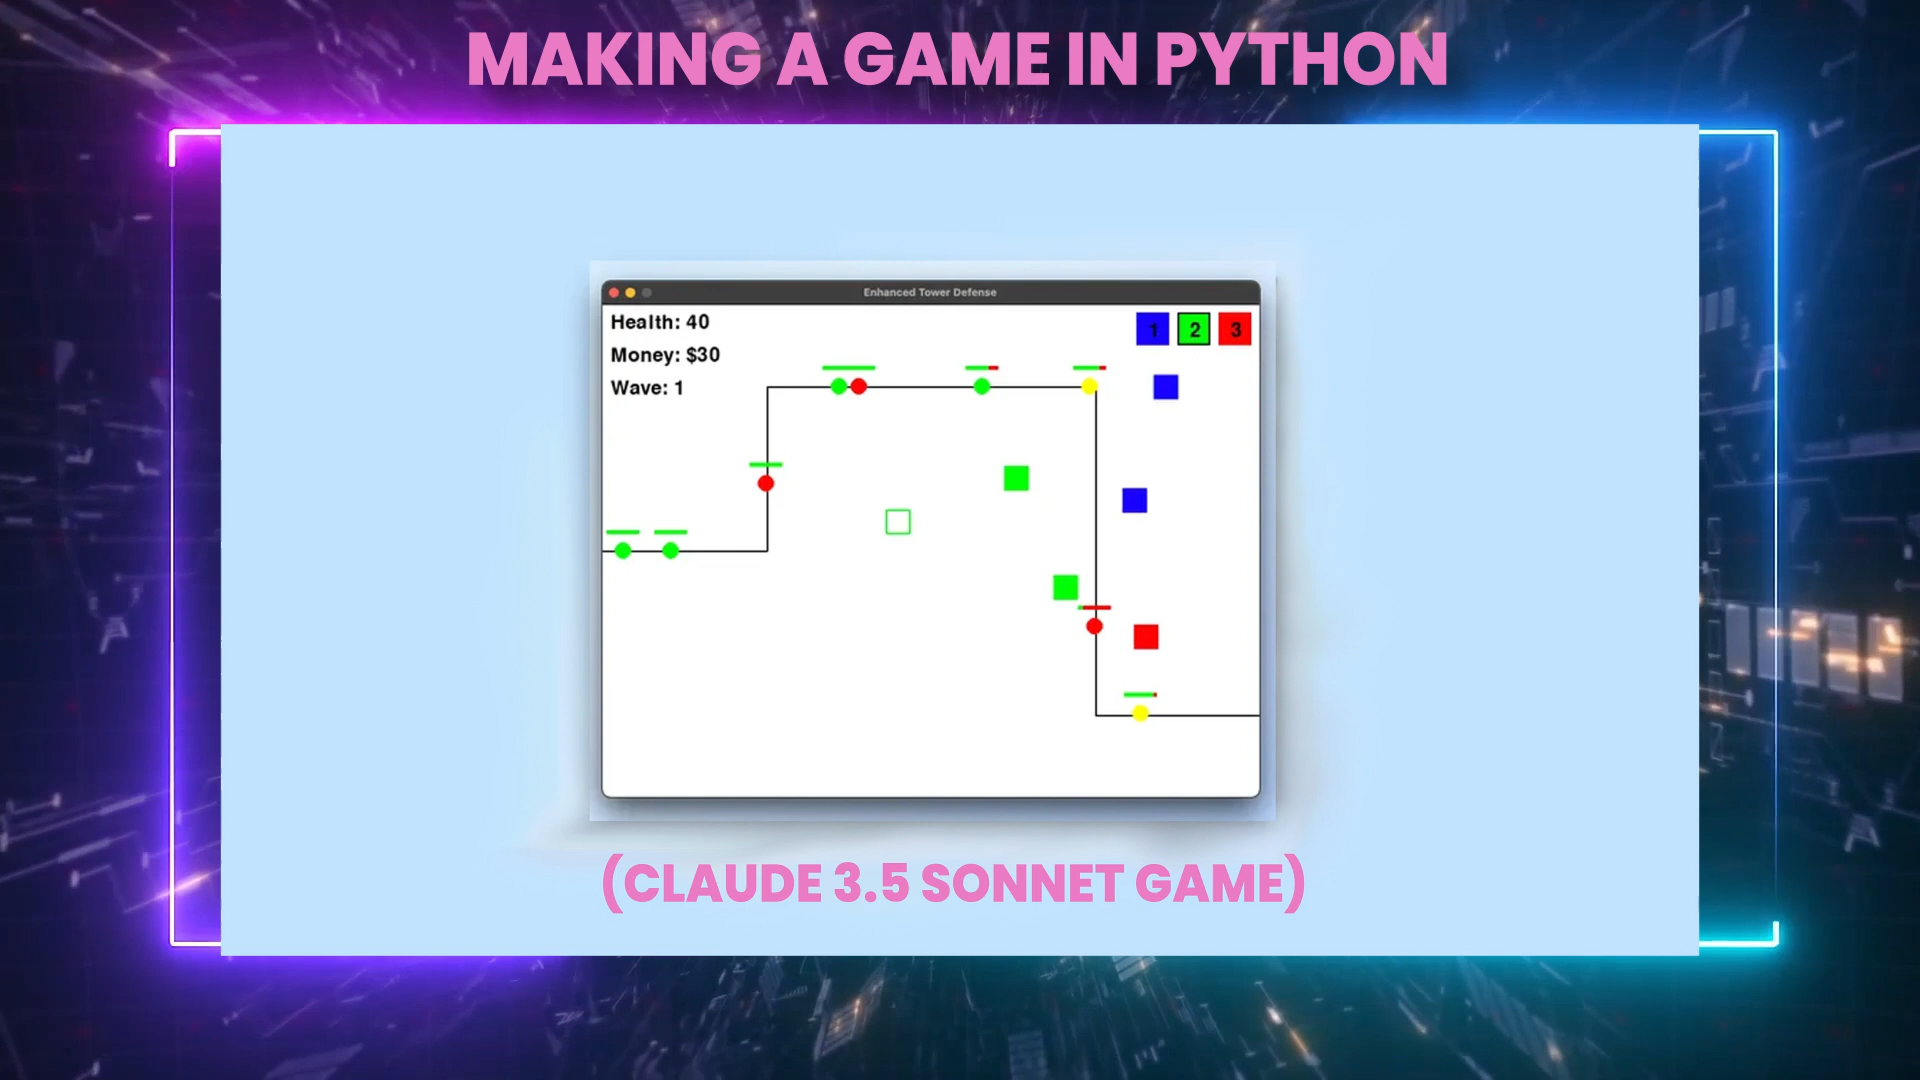 MAKING A GAME IN PYTHON
Enhanced Tower Defense
Health: 40
1 2 3
Money: $30
Wave: 1
(CLAUDE 3.5 SONNET GAME)